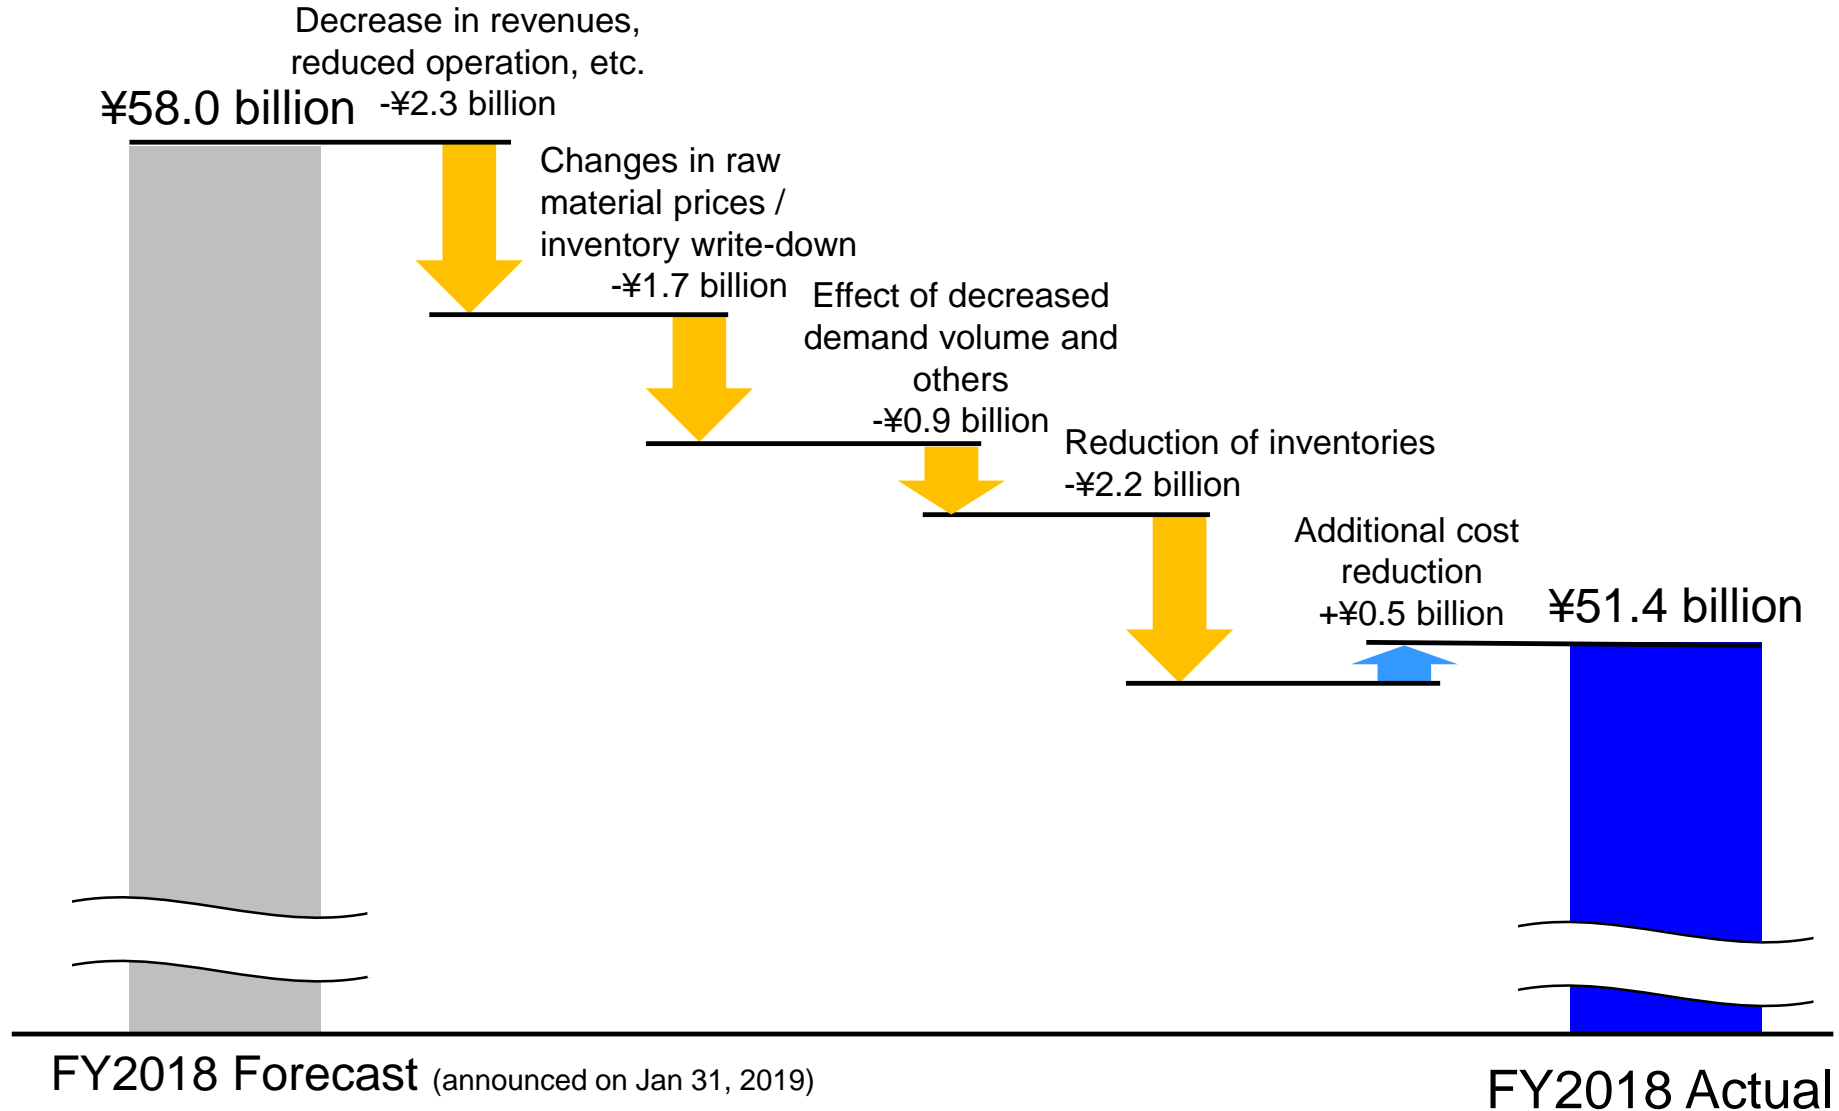 Decrease in revenues,
reduced operation, etc.
-¥2.3 billion
¥58.0 billion
Changes in raw
material prices /
inventory write-down
-¥1.7 billion
Effect of decreased
demand volume and
others
-¥0.9 billion
Reduction of inventories
-¥2.2 billion
Additional cost
reduction
+¥0.5 billion
¥51.4 billion
FY2018 Forecast (announced on Jan 31, 2019)
FY2018 Actual